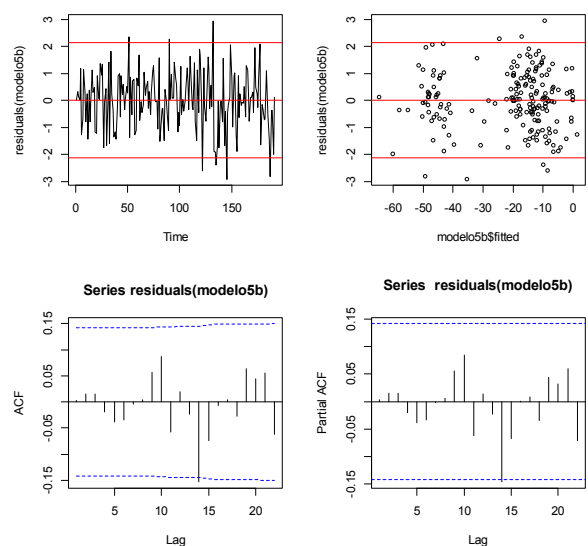 residuals(modelo5b)
3
2
1
0
-1
-2
-3
0 50 100 150
Time
residuals(modelo5b)
3
2
1
0
-1
-2
-3
-60 -50 -40 -30 -20 -10 0
modelo5b$fitted
Series residuals(modelo5b)
ACF
0.15
0.05
-0.05
-0.15
5 10 15 20
Lag
Series residuals(modelo5b)
Partial ACF
0.15
0.05
-0.05
-0.15
5 10 15 20
Lag